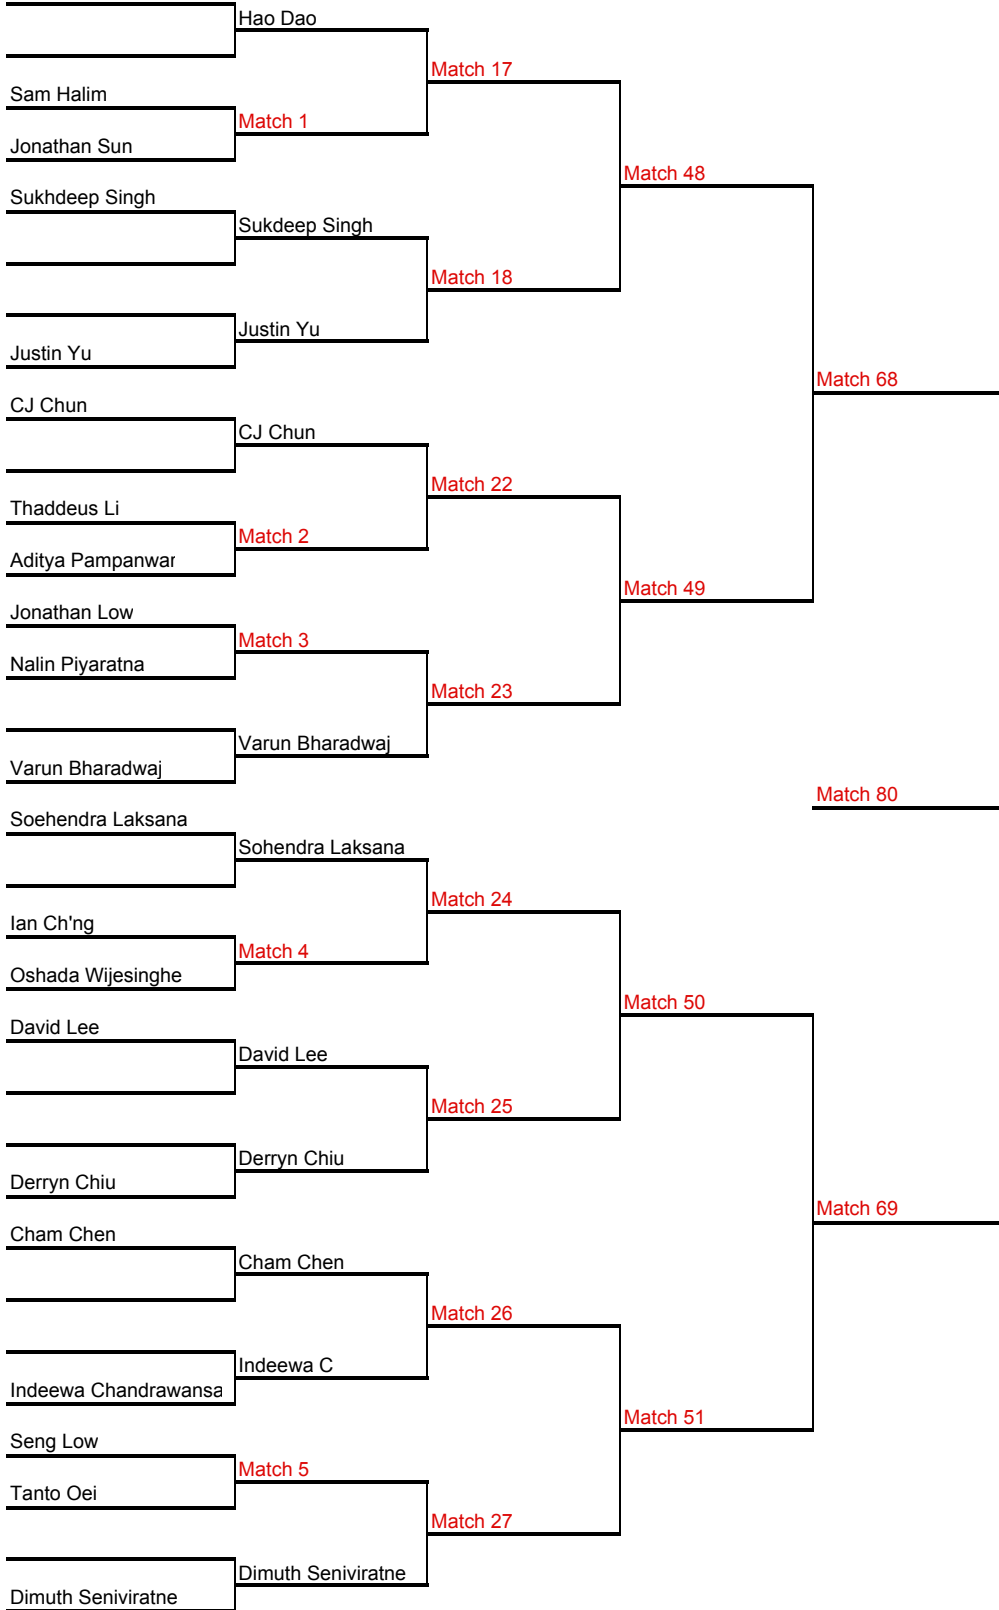 Hao Dao
Match 17
Sam Halim
Match 1
Jonathan Sun
Match 48
Sukhdeep Singh
Sukdeep Singh
Match 18
Justin Yu
Justin Yu
Match 68
CJ Chun
CJ Chun
Match 22
Thaddeus Li
Match 2
Aditya Pampanwar
Match 49
Jonathan Low
Match 3
Nalin Piyaratna
Match 23
Varun Bharadwaj
Varun Bharadwaj
Match 80
Soehendra Laksana
Sohendra Laksana
Match 24
Ian Ch'ng
Match 4
Oshada Wijesinghe
Match 50
David Lee
David Lee
Match 25
Derryn Chiu
Derryn Chiu
Match 69
Cham Chen
Cham Chen
Match 26
Indeewa C
Indeewa Chandrawansa
Match 51
Seng Low
Match 5
Tanto Oei
Match 27
Dimuth Seniviratne
Dimuth Seniviratne